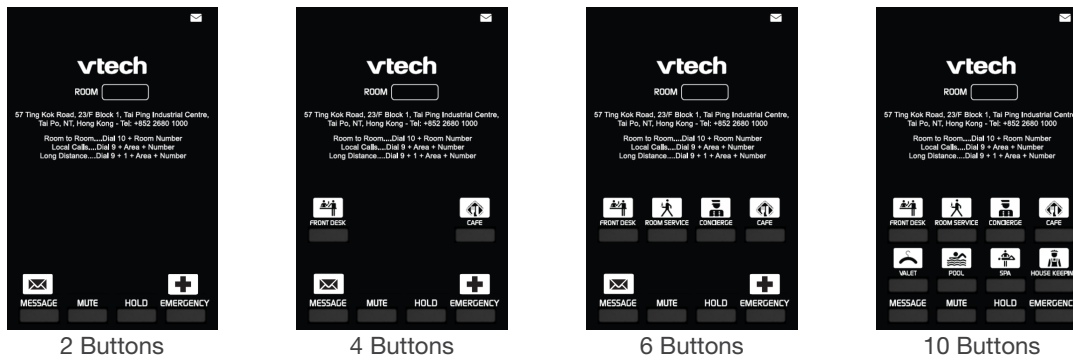 vtech
ROOM
57 Ting Kok Road, 23/F Block 1, Tai Ping Industrial Centre,
Tai Po, NT, Hong Kong - Tel: +852 2680 1000
Room to Room....Dial 10 + Room Number
Local Calls....Dial 9 + Area + Number
Long Distance....Dial 9 + 1 + Area + Number
MESSAGE MUTE HOLD EMERGENCY
2 Buttons
vtech
ROOM
57 Ting Kok Road, 23/F Block 1, Tai Ping Industrial Centre,
Tai Po, NT, Hong Kong - Tel: +852 2680 1000
Room to Room....Dial 10 + Room Number
Local Calls....Dial 9 + Area + Number
Long Distance....Dial 9 + 1 + Area + Number
FRONT DESK CAFE
MESSAGE MUTE HOLD EMERGENCY
4 Buttons
vtech
ROOM
57 Ting Kok Road, 23/F Block 1, Tai Ping Industrial Centre,
Tai Po, NT, Hong Kong - Tel: +852 2680 1000
Room to Room....Dial 10 + Room Number
Local Calls....Dial 9 + Area + Number
Long Distance....Dial 9 + 1 + Area + Number
FRONT DESK ROOM SERVICE CONCIERGE CAFE
MESSAGE MUTE HOLD EMERGENCY
6 Buttons
vtech
ROOM
57 Ting Kok Road, 23/F Block 1, Tai Ping Industrial Centre
Tai Po, NT, Hong Kong - Tel: +852 2680 1000
Room to Room....Dial 10 + Room Number
Local Calls....Dial 9 + Area + Number
Long Distance....Dial 9 + 1 + Area + Number
FRONT DESK ROOM SERVICE CONCIERGE CAFE
VALET POOL SPA HOUSE KEEPIN
MESSAGE MUTE HOLD EMERGENC
10 Buttons